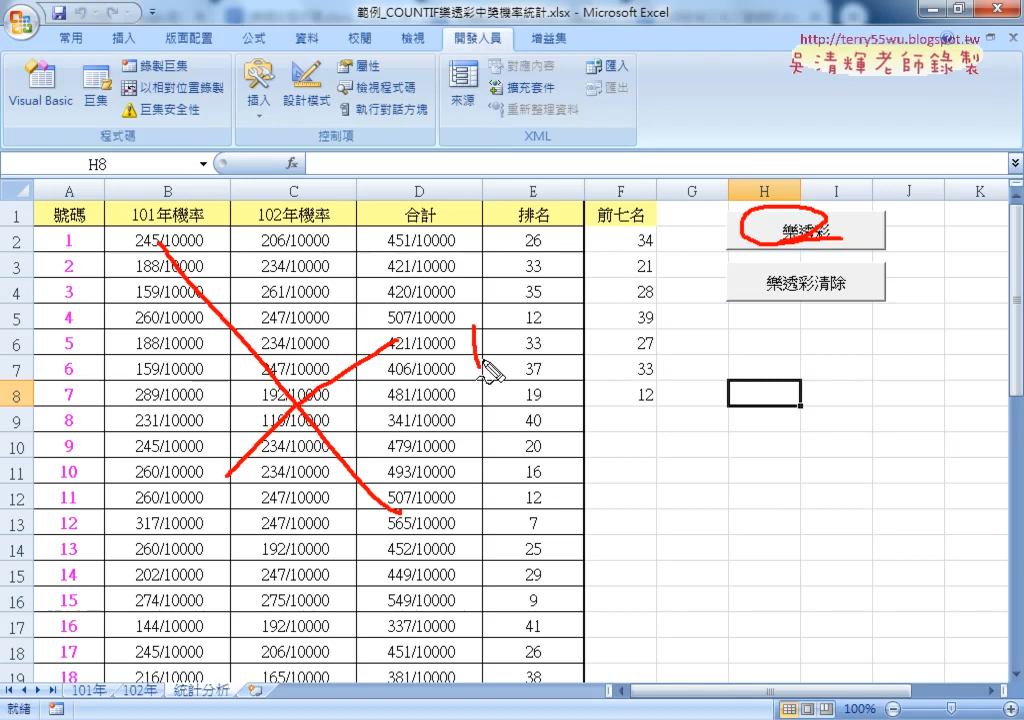 範例_COUNTIF樂透彩中獎機率統計.xlsx - Microsoft Excel
常用 插入 版面配置 公式 資料 校閱 檢視 開發人員 增益集
http://terry55wu.blogspot.tw
吳清輝老師錄製
Visual Basic 巨集 錄製巨集 以相對位置錄製 巨集安全性
插入 設計模式 屬性 檢視程式碼 執行對話方塊
來源 對應內容 擴充套件 重新整理資料 匯入 匯出
程式碼 控制項 XML
H8 fx
A B C D E F G H I J K
1 號碼 101年機率 102年機率 合計 排名 前七名
2 1 245/10000 206/10000 451/10000 26 34 樂透彩
3 2 188/10000 234/10000 421/10000 33 21
4 3 159/10000 261/10000 420/10000 35 28 樂透彩清除
5 4 260/10000 247/10000 507/10000 12 39
6 5 188/10000 234/10000 421/10000 33 27
7 6 159/10000 247/10000 406/10000 37 33
8 7 289/10000 192/10000 481/10000 19 12
9 8 231/10000 110/10000 341/10000 40
10 9 245/10000 234/10000 479/10000 20
11 10 260/10000 234/10000 493/10000 16
12 11 260/10000 247/10000 507/10000 12
13 12 317/10000 247/10000 565/10000 7
14 13 260/10000 192/10000 452/10000 25
15 14 202/10000 247/10000 449/10000 29
16 15 274/10000 275/10000 549/10000 9
17 16 144/10000 192/10000 337/10000 41
18 17 245/10000 206/10000 451/10000 26
19 18 216/10000 165/10000 381/10000 38
101年 102年 統計分析
就緒 100%